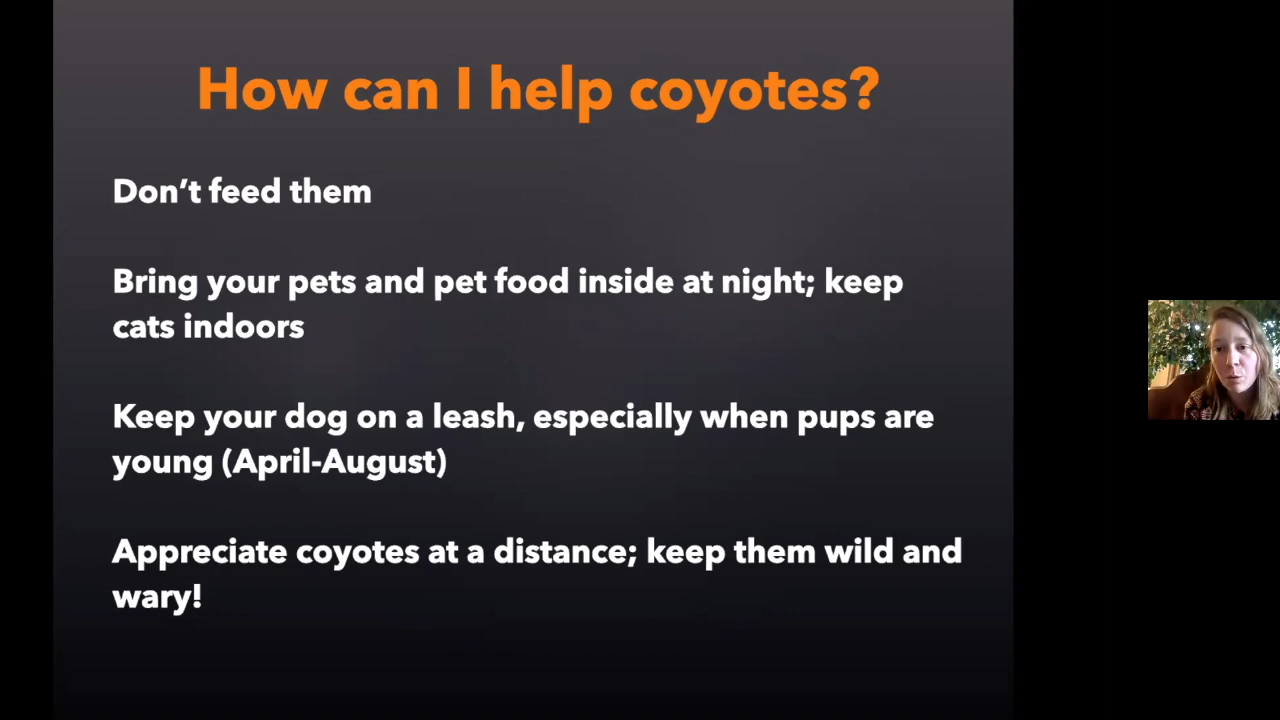 How can I help coyotes?
Don’t feed them
Bring your pets and pet food inside at night; keep
cats indoors
Keep your dog on a leash, especially when pups are
young (April-August)
Appreciate coyotes at a distance; keep them wild and
wary!